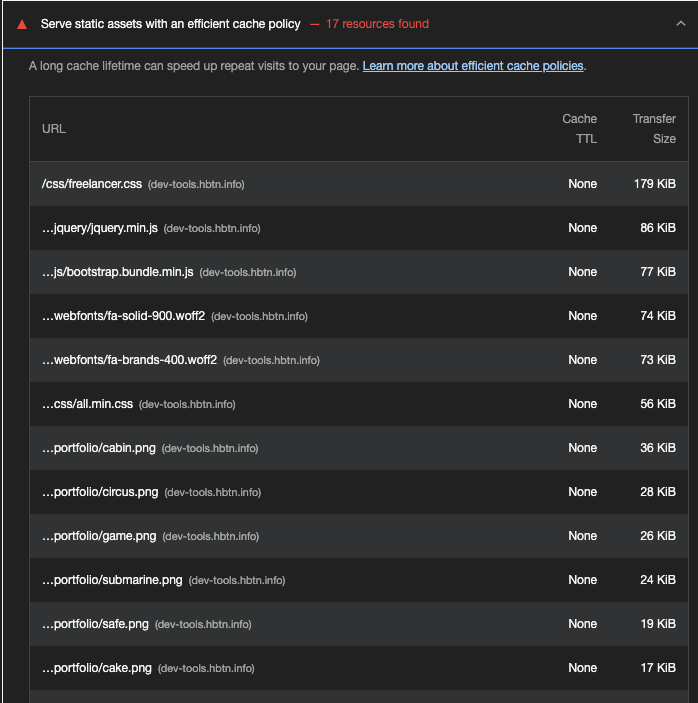 Serve static assets with an efficient cache policy — 17 resources found
A long cache lifetime can speed up repeat visits to your page. Learn more about efficient cache policies.
URL Cache TTL Transfer Size
/css/freelancer.css (dev-tools.hbtn.info) None 179 KiB
...jquery/jquery.min.js (dev-tools.hbtn.info) None 86 KiB
...js/bootstrap.bundle.min.js (dev-tools.hbtn.info) None 77 KiB
...webfonts/fa-solid-900.woff2 (dev-tools.hbtn.info) None 74 KiB
...webfonts/fa-brands-400.woff2 (dev-tools.hbtn.info) None 73 KiB
...css/all.min.css (dev-tools.hbtn.info) None 56 KiB
...portfolio/cabin.png (dev-tools.hbtn.info) None 36 KiB
...portfolio/circus.png (dev-tools.hbtn.info) None 28 KiB
...portfolio/game.png (dev-tools.hbtn.info) None 26 KiB
...portfolio/submarine.png (dev-tools.hbtn.info) None 24 KiB
...portfolio/safe.png (dev-tools.hbtn.info) None 19 KiB
...portfolio/cake.png (dev-tools.hbtn.info) None 17 KiB